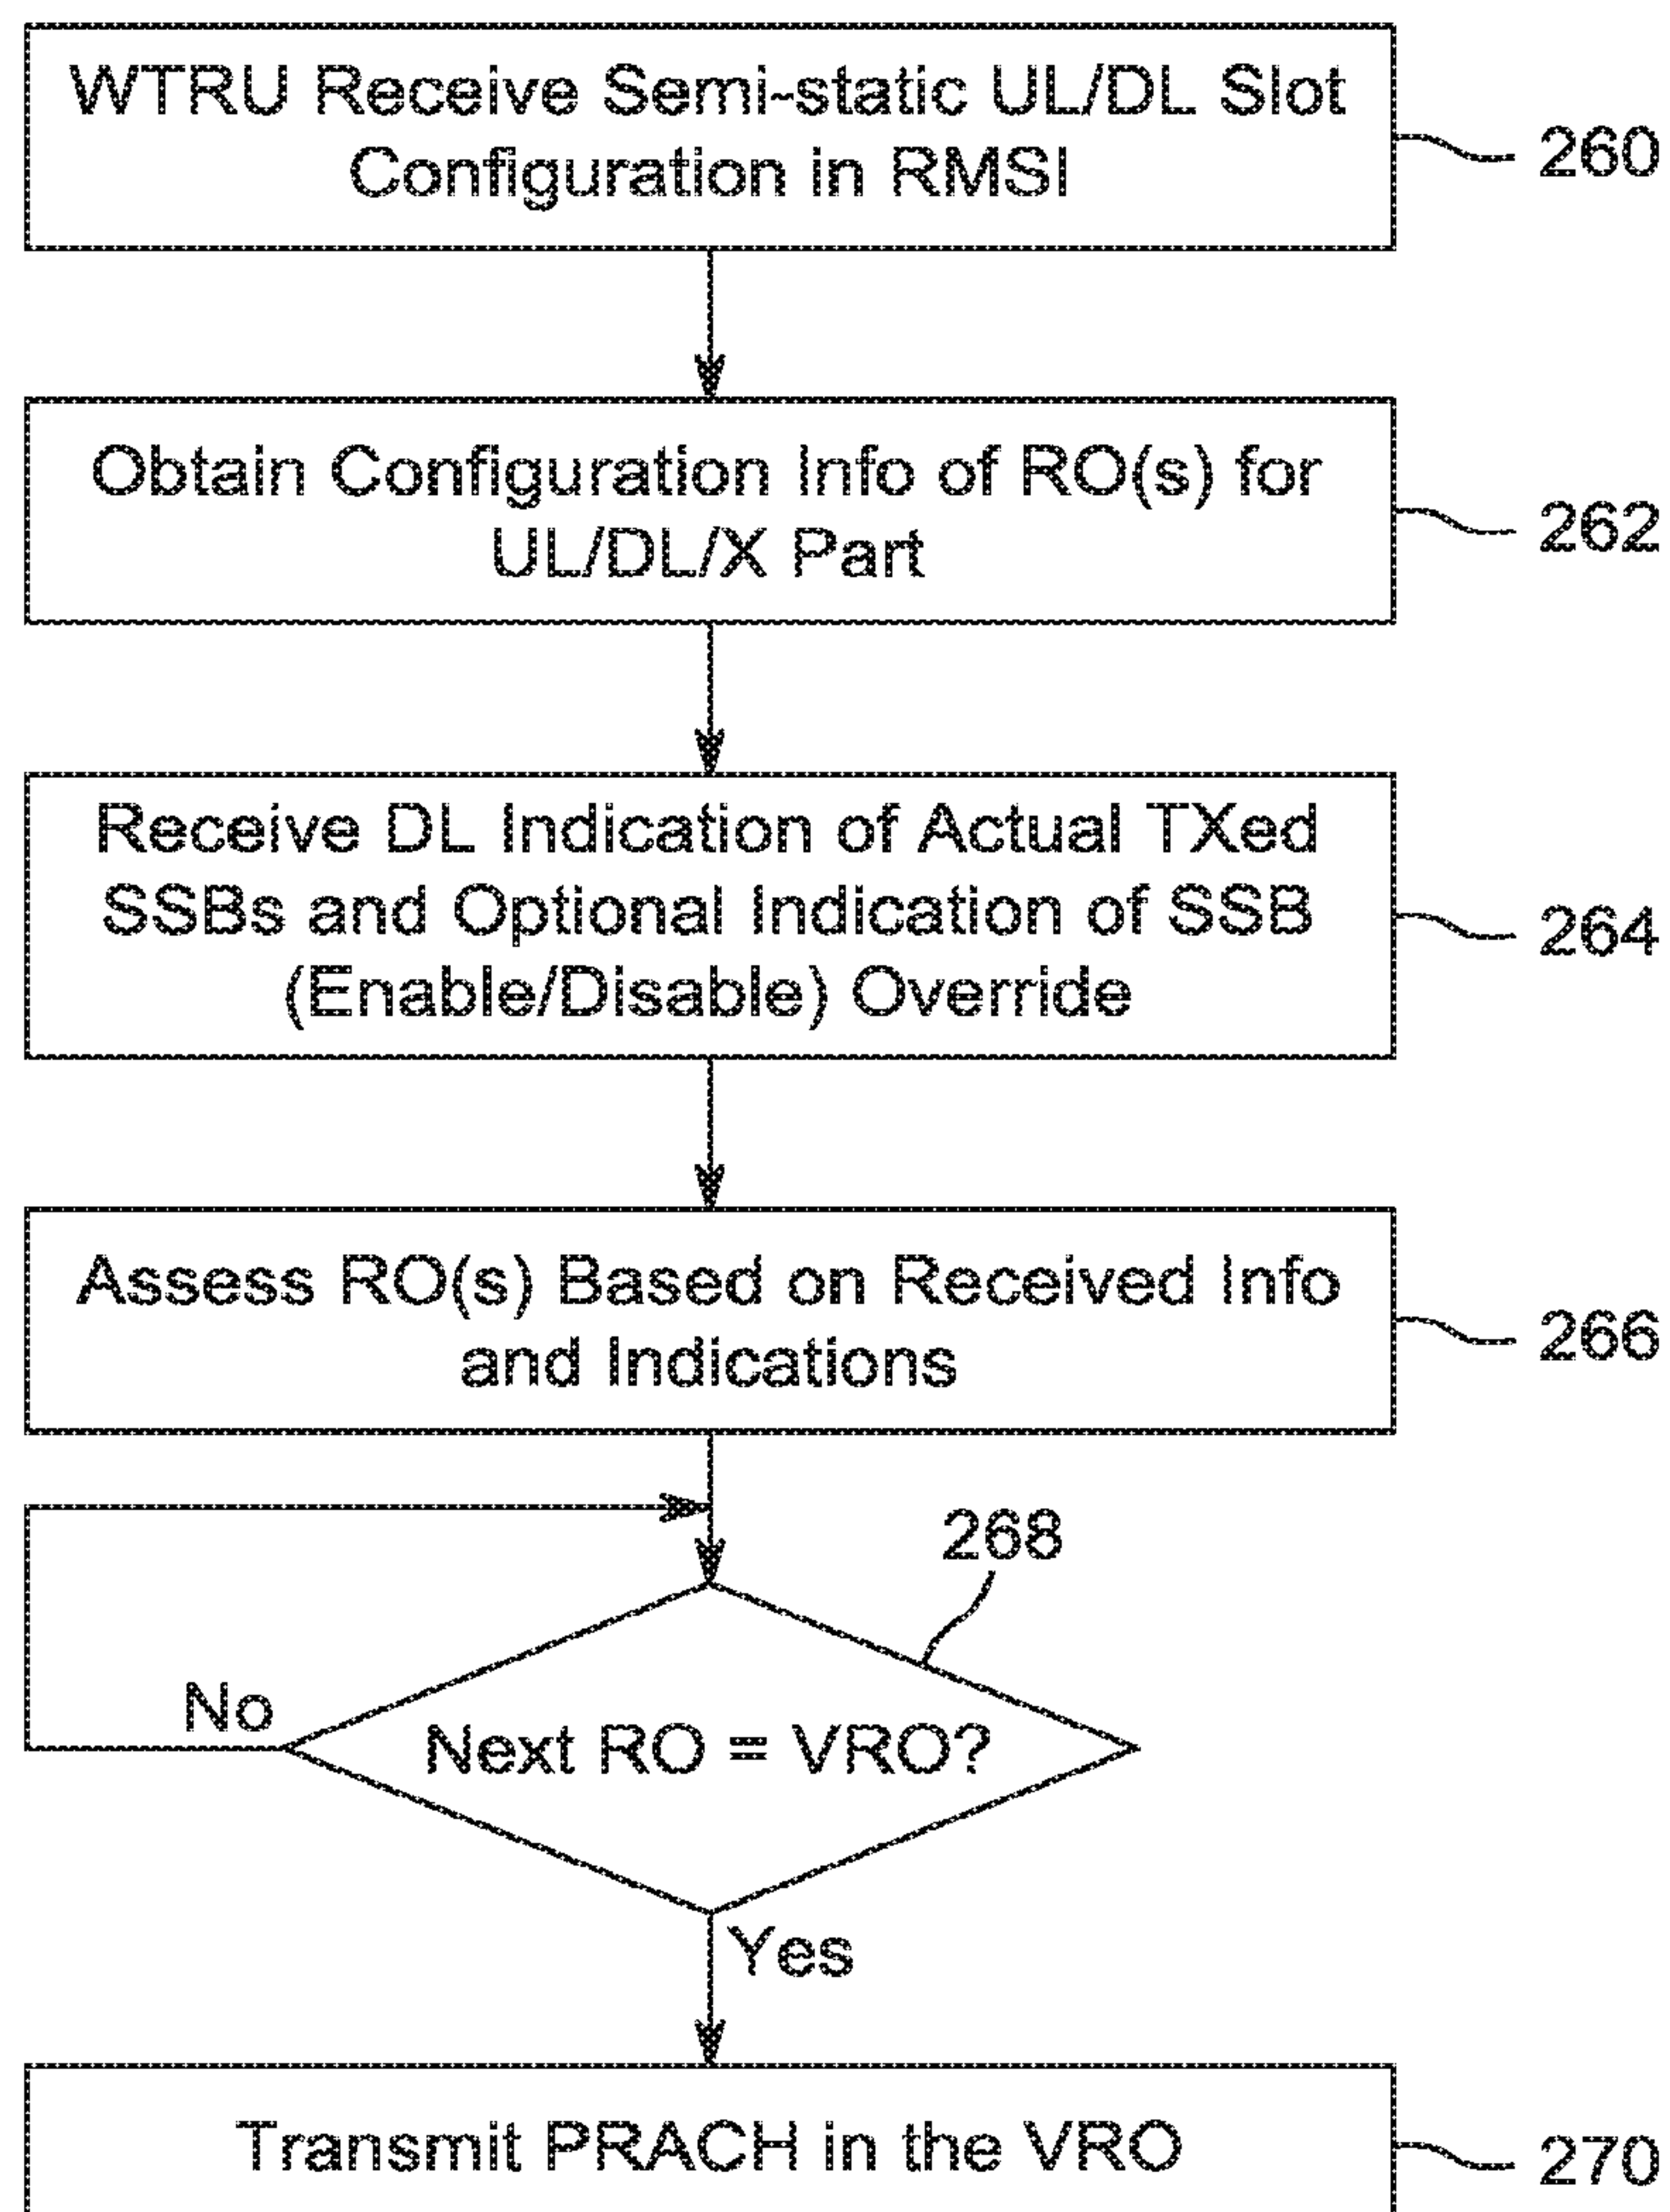 WTRU Receive Semi-static UL/DL Slot
Configuration in RMSI
260
Obtain Configuration Info of RO(s) for
UL/DL/X Part
262
Receive DL Indication of Actual TXed
SSBs and Optional Indication of SSB
(Enable/Disable) Override
264
Assess RO(s) Based on Received Info
and Indications
266
268
No
Next RO = VRO?
Yes
Transmit PRACH in the VRO
270